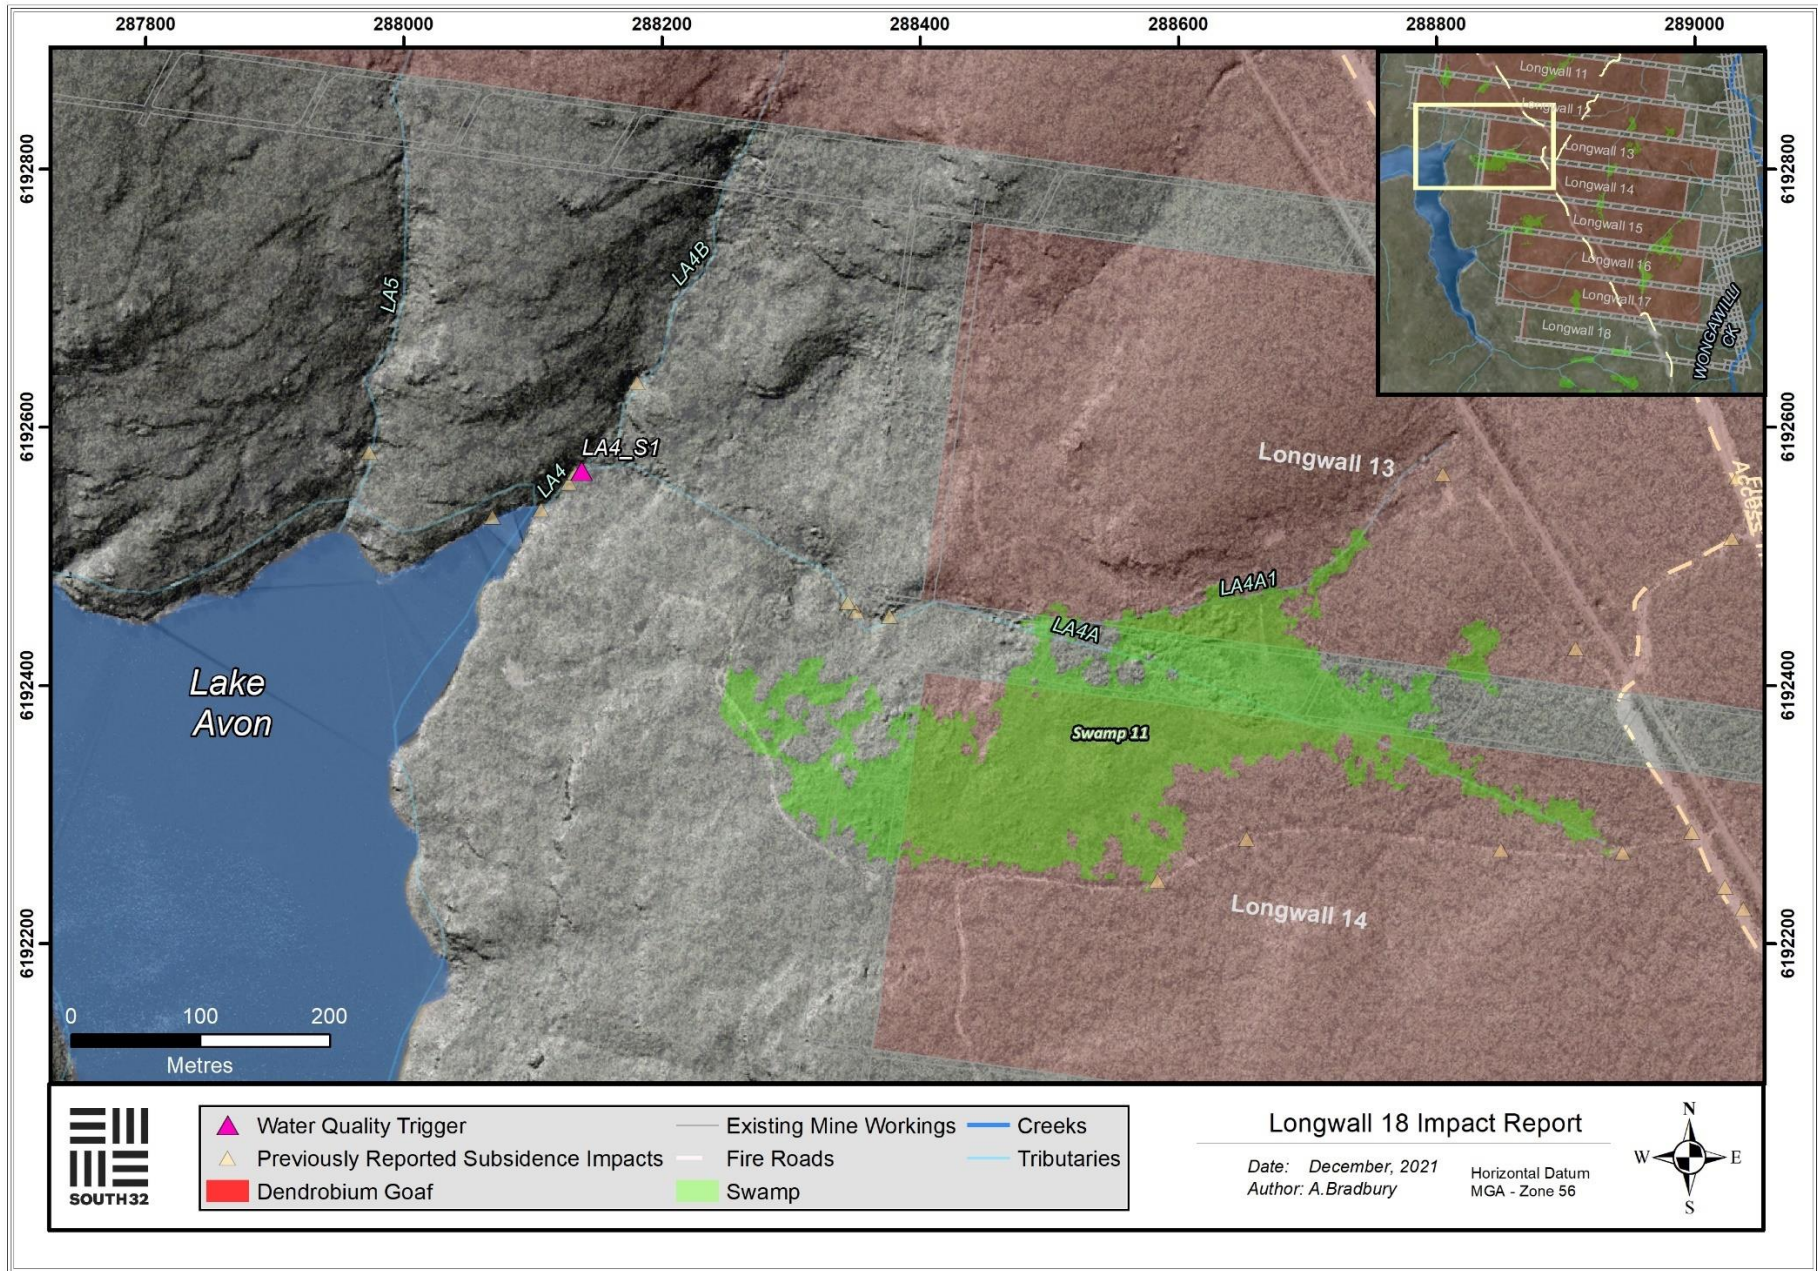 287800
288000
288200
288400
288600
288800
289000
6192800
6192600
6192400
6192200
6192800
6192600
6192400
6192200
Longwall 11
Longwall 13
Longwall 14
Longwall 15
Longwall 16
Longwall 17
Longwall 18
WONGAWILLI
CK
LA5
LA4B
LA4_S1
LA4
Longwall 13
LA4A1
LA4A
Lake
Avon
Swamp 11
Longwall 14
0 100 200
Metres
SOUTH32
Water Quality Trigger
Previously Reported Subsidence Impacts
Dendrobium Goaf
Existing Mine Workings
Fire Roads
Swamp
Creeks
Tributaries
Longwall 18 Impact Report
Date: December, 2021
Author: A.Bradbury
Horizontal Datum
MGA - Zone 56
N
W E
S